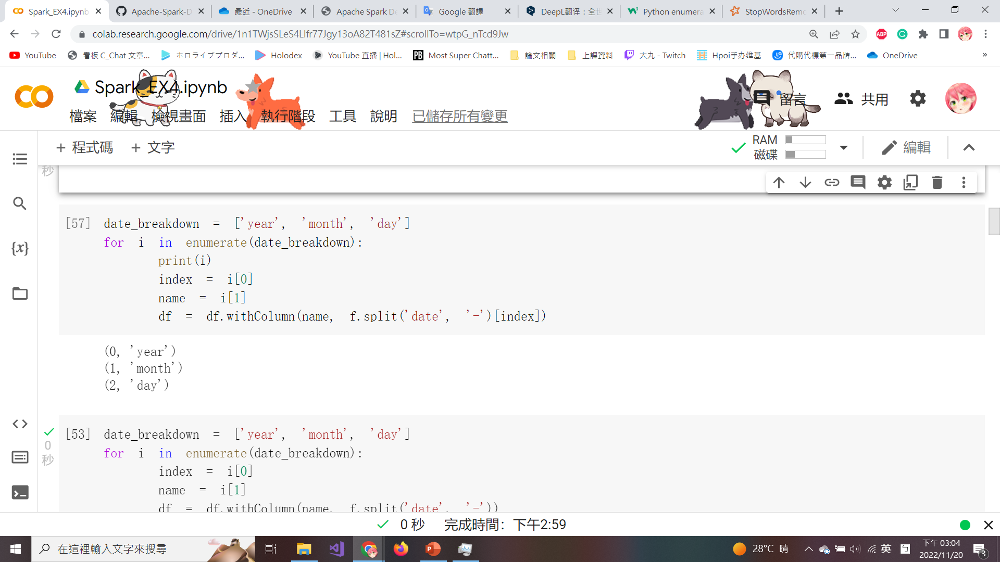 Spark_EX4.ipynb
Apache-Spark-D
最近 - OneDrive
Apache Spark De
Google 翻譯
DeepL翻译：全世
Python enumera
StopWordsRemo
colab.research.google.com/drive/1n1TWjsSLeS4Llfr77Jgy13oA82T481sZ#scrollTo=wtpG_nTcd9Jw
ABP
YouTube
看板 C_Chat 文章...
ホロライブプロダ...
Holodex
YouTube 直播 | Hol...
PB
Most Super Chatt...
論文相關
上課資料
大丸 - Twitch
Hpoi手办维基
代購代標第一品牌...
OneDrive
»
Spark_EX4.ipynb
留言
共用
檔案 編輯 檢視畫面 插入 執行階段 工具 說明 已儲存所有變更
+ 程式碼 + 文字
RAM
磁碟
編輯
秒
{x}
[57] date_breakdown = ['year', 'month', 'day']
for i in enumerate(date_breakdown):
print(i)
index = i[0]
name = i[1]
df = df.withColumn(name, f.split('date', '-')[index])
(0, 'year')
(1, 'month')
(2, 'day')
[53] date_breakdown = ['year', 'month', 'day']
0
秒
for i in enumerate(date_breakdown):
index = i[0]
name = i[1]
df = df.withColumn(name, f.split('date', '-'))
0 秒 完成時間：下午2:59
在這裡輸入文字來搜尋
28°C 晴
英
下午 03:04
2022/11/20
3